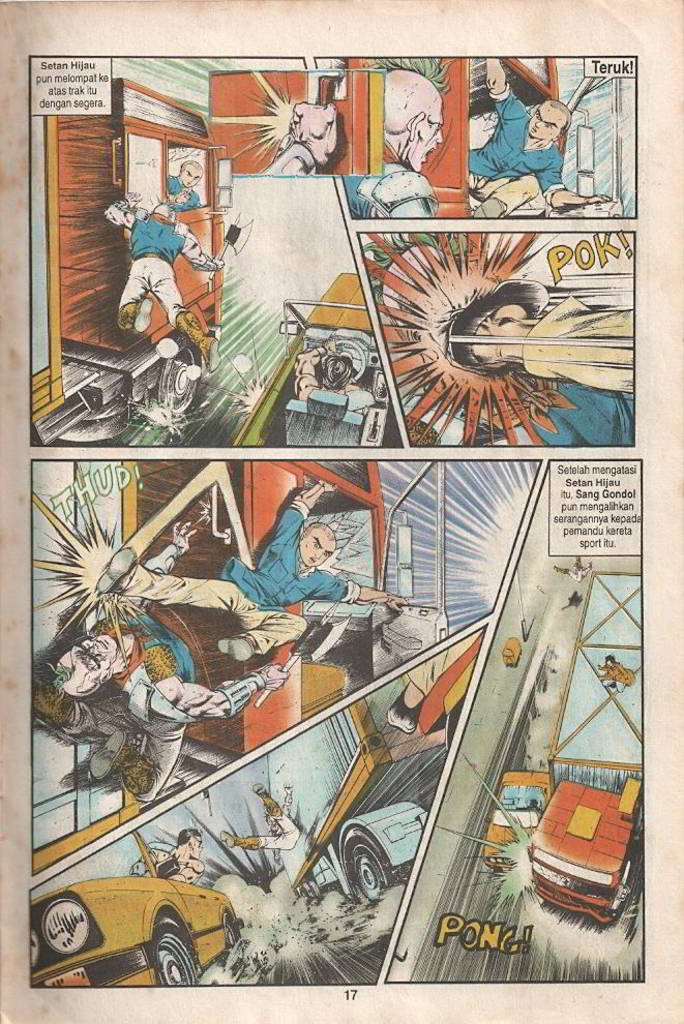 Setan Hijau
pun melompat ke
atas trak itu
dengan segera.
Teruk!
POK!
THUD!
Setelah mengatasi
Setan Hijau
itu, Sang Gondol
pun mengalihkan
serangannya kepada
pemandu kereta
sport itu.
PONG!
17